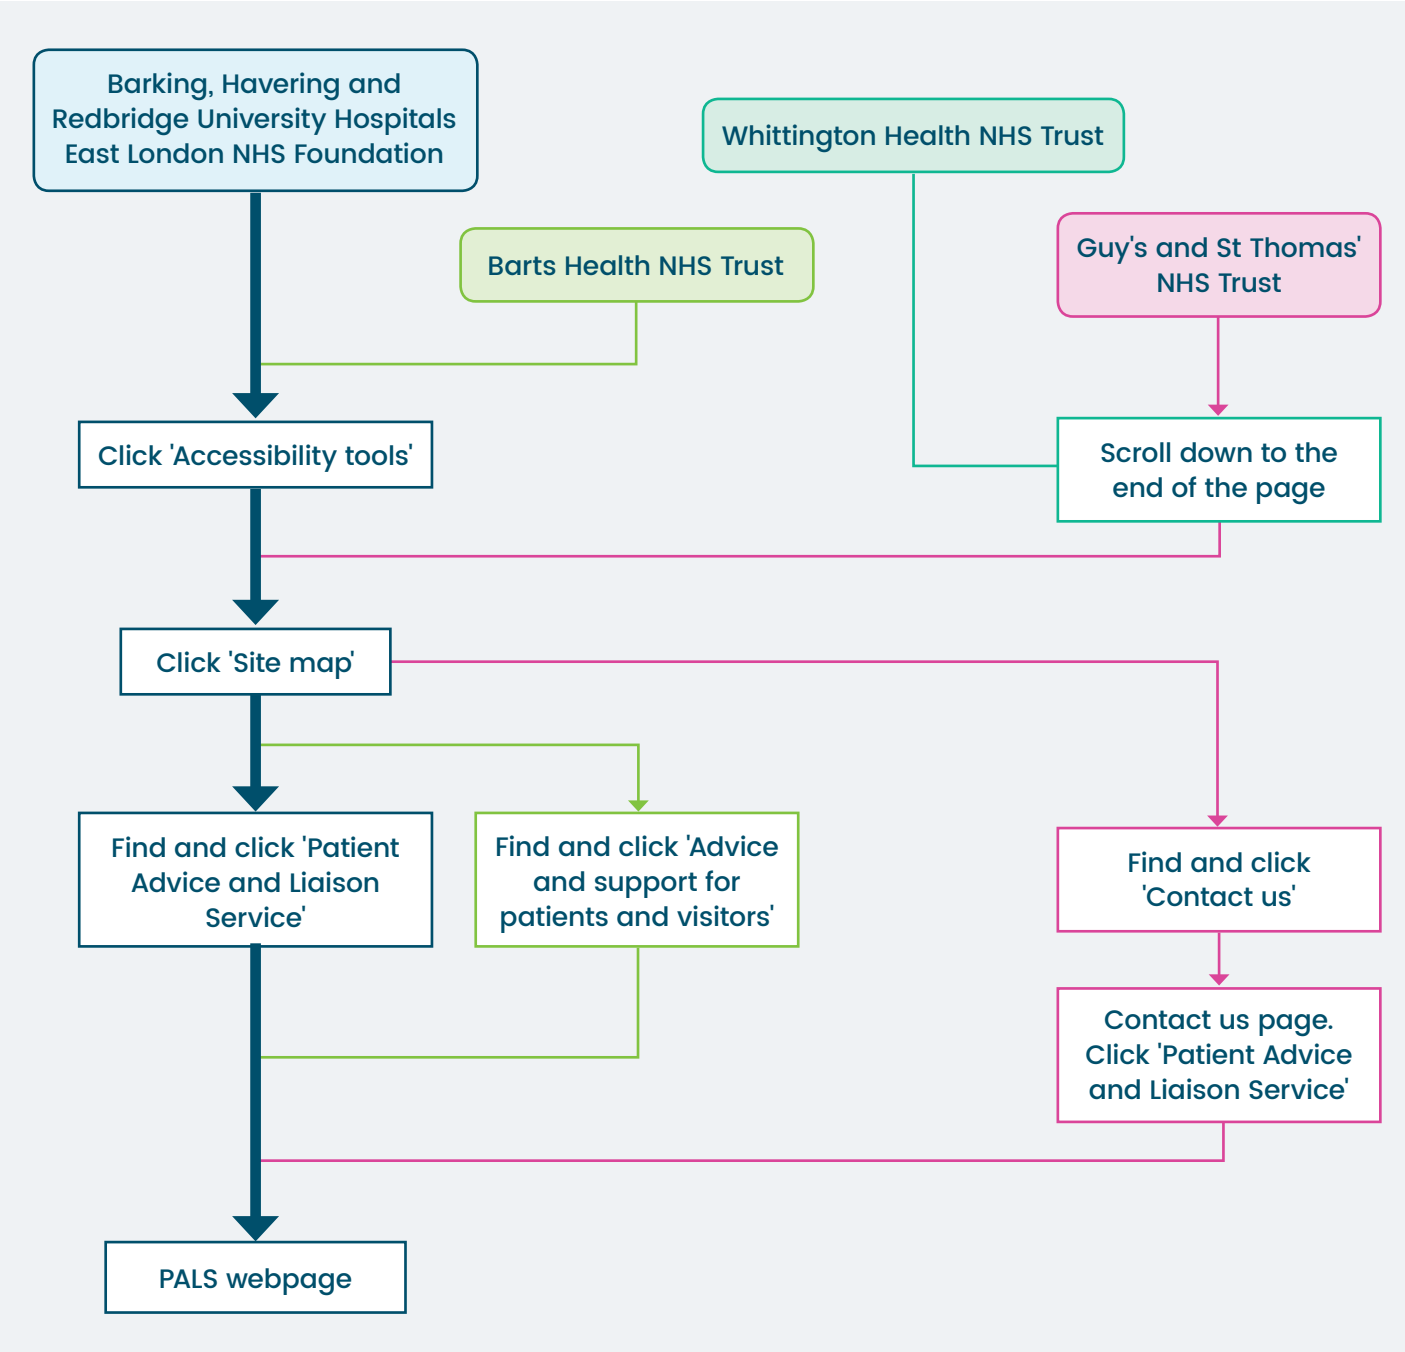 Barking, Havering and
Redbridge University Hospitals
East London NHS Foundation
Whittington Health NHS Trust
Barts Health NHS Trust
Guy's and St Thomas'
NHS Trust
Click 'Accessibility tools'
Scroll down to the
end of the page
Click 'Site map'
Find and click 'Patient
Advice and Liaison
Service'
Find and click 'Advice
and support for
patients and visitors'
Find and click
'Contact us'
Contact us page.
Click 'Patient Advice
and Liaison Service'
PALS webpage